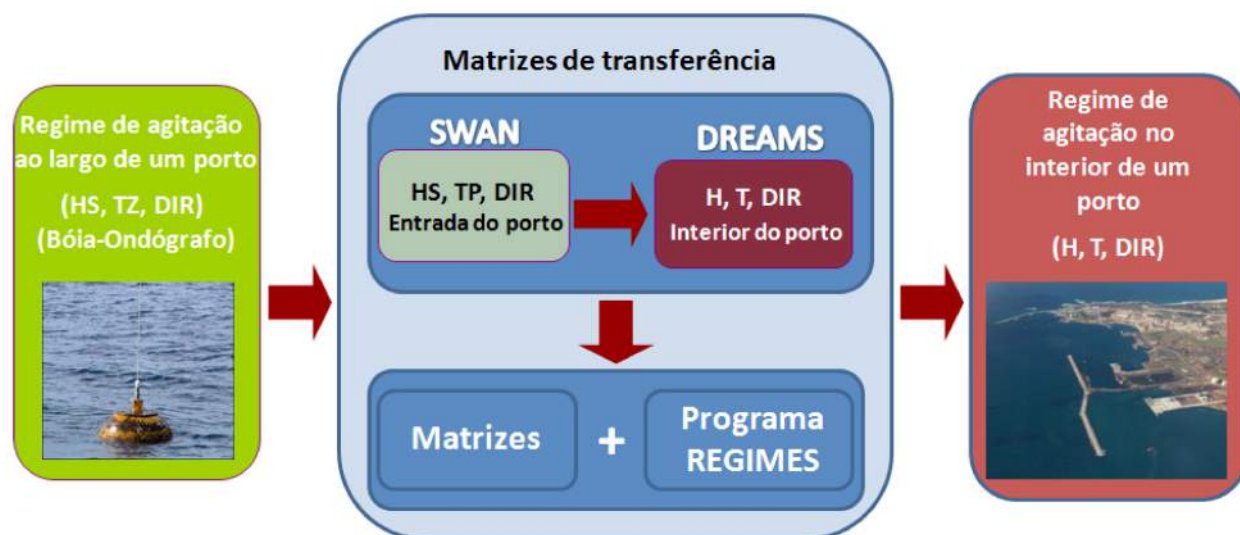 Regime de agitação
ao largo de um porto
(HS, TZ, DIR)
(Bóia-Ondógrafo)
Matrizes de transferência
SWAN
HS, TP, DIR
Entrada do porto
DREAMS
H, T, DIR
Interior do porto
Matrizes
+
Programa
REGIMES
Regime de
agitação no
interior de um
porto
(H, T, DIR)